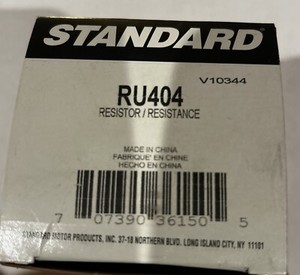 STANDARD
V10344
RU404
RESISTOR / RESISTANCE
MADE IN CHINA
FABRIQUE' EN CHINE
HECHO EN CHINA
7 07390 36150 5
STANDARD MOTOR PRODUCTS, INC. 37-18 NORTHERN BLVD. LONG ISLAND CITY, NY 11101